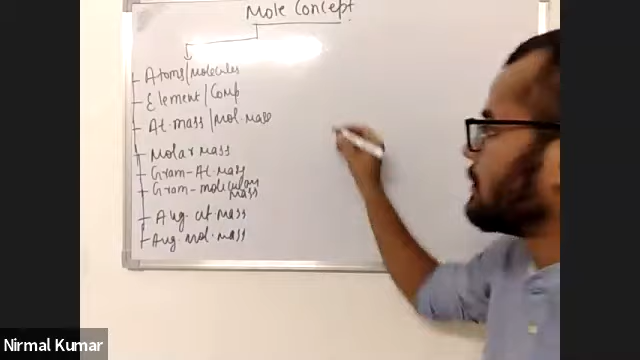 Mole Concept
Atoms/Molecules
Element/Comp
At.mass/Mol.mass
Molar mass
Gram-At.mass
Gram-molecular
mass
Avg.at.mass
Avg.mol.mass
Nirmal Kumar